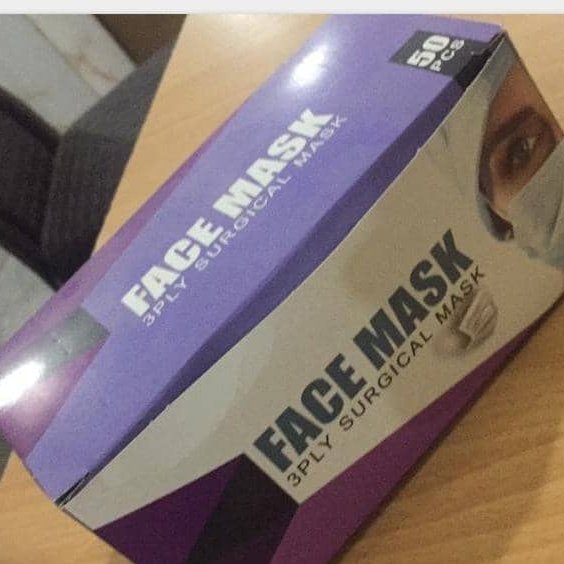 50
PCS
FACE MASK
3PLY SURGICAL MASK
FACE MASK
3PLY SURGICAL MASK